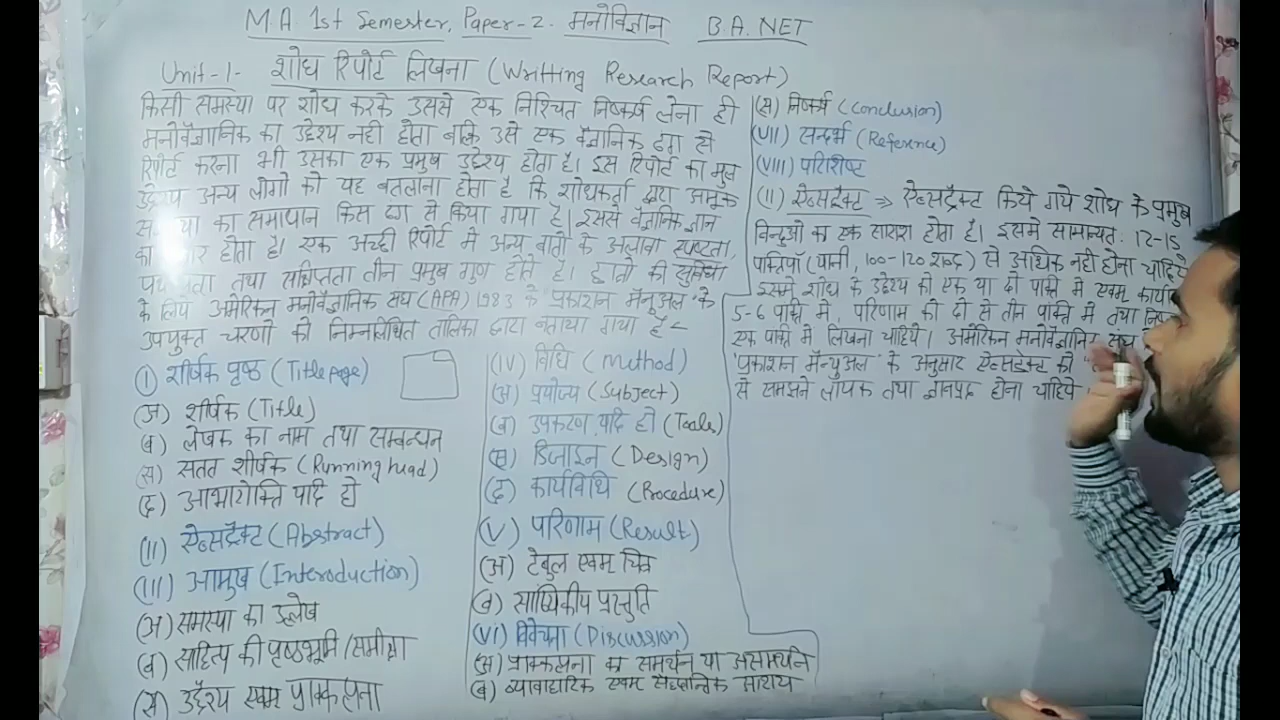 M.A. 1st Semester, Paper-2. मनोविज्ञान B.A. NET
Unit-1- शोध रिपोर्ट लिखना (Writting Research Report)
किसी समस्या पर शोध करके उससे एक निश्चित निष्कर्ष लेना ही
मनोवैज्ञानिक का उद्देश्य नही होता बल्कि उसे एक वैज्ञानिक ढंग से
रिपोर्ट करना भी उसका एक प्रमुख उद्देश्य होता है। इस रिपोर्ट का मुख्य
उद्देश्य अन्य लोगो को यह बतलाना होता है कि शोधकर्ता द्वारा अमुक
का समाधान किस ढंग से किया गया है। इससे वैज्ञानिक ज्ञान
का होता है। एक अच्छी रिपोर्ट मे अन्य बातो के अलावा स्पष्टता,
तथा संक्षिप्तता तीन प्रमुख गुण होते है। छात्रो की सुविधा
के लिये अमेरिकन मनोवैज्ञानिक संघ (APA) 1983 के 'प्रकाशन मैनुअल' के
उपयुक्त चरणो को निम्नलिखित तालिका द्वारा बताया गया है <
(I) शीर्षक पृष्ठ (Title page)
(अ) शीर्षक (Title)
(ब) लेखक का नाम तथा सम्बन्धन
(स) सतत शीर्षक (Running head)
(द) आभारोक्ति यदि हो
(II) ऐब्सट्रैक्ट (Abstract)
(III) आमुख (Interoduction)
(अ) समस्या का उल्लेख
(ब) साहित्य की पृष्ठभूमि/समीक्षा
(स) उद्देश्य एवम् प्राक्कल्पना
(IV) विधि (Method)
(अ) प्रयोज्य (Subject)
(ब) उपकरण यदि हो (Tools)
(स) डिजाइन (Design)
(द) कार्यविधि (Procedure)
(V) परिणाम (Result)
(अ) टेबुल एवम् चित्र
(ब) सांख्यिकीय प्रस्तुति
(VI) विवेचना (Discussion)
(अ) प्राक्कल्पना का समर्थन या असमर्थन
(ब) व्यावहारिक एवम् सैद्धान्तिक सारांश
(स) निष्कर्ष (Conclusion)
(VII) सन्दर्भ (Reference)
(VIII) परिशिष्ट
(II) ऐब्सट्रैक्ट ⇒ ऐब्सट्रैक्ट किये गये शोध के प्रमुख
बिन्दुओ का एक सारांश होता है। इसमे सामान्यत: 12-15
पंक्तियाँ (यानी, 100-120 शब्द) से अधिक नही होना चाहिये
इसमे शोध के उद्देश्य को एक या दो पंक्ति मे एवम्
5-6 पंक्ति मे, परिणाम को दो से तीन पंक्ति मे तथा
एक पंक्ति मे लिखना चाहिये। अमेरिकन मनोवैज्ञानिक संघ
'प्रकाशन मैन्युअल' के अनुसार ऐब्सट्रैक्ट को
से समझने लायक तथा ज्ञानप्रद होना चाहिये